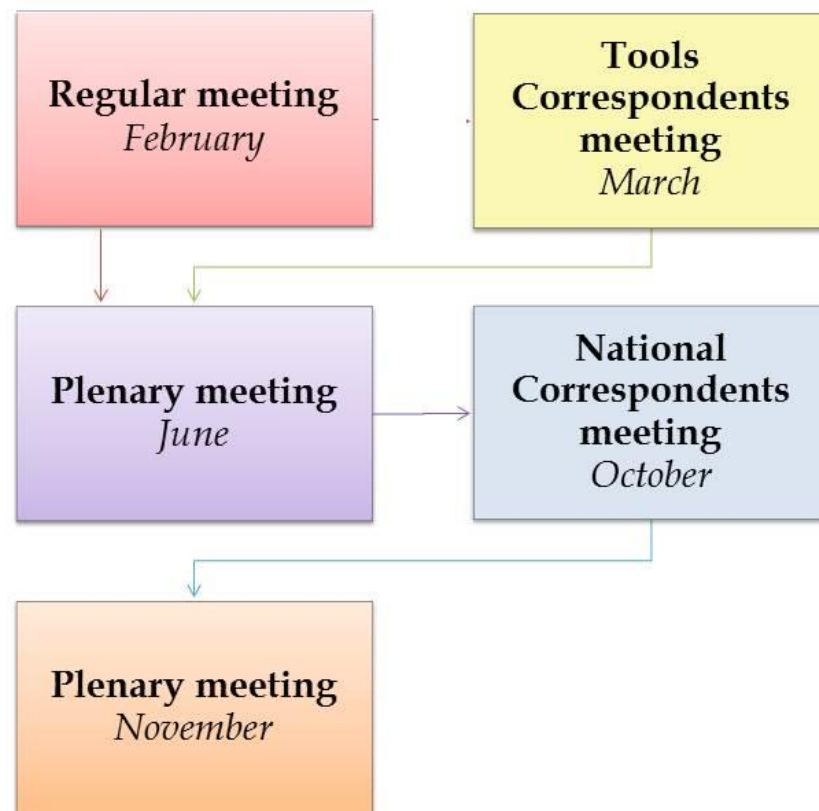 Regular meeting
February
Tools
Correspondents
meeting
March
Plenary meeting
June
National
Correspondents
meeting
October
Plenary meeting
November